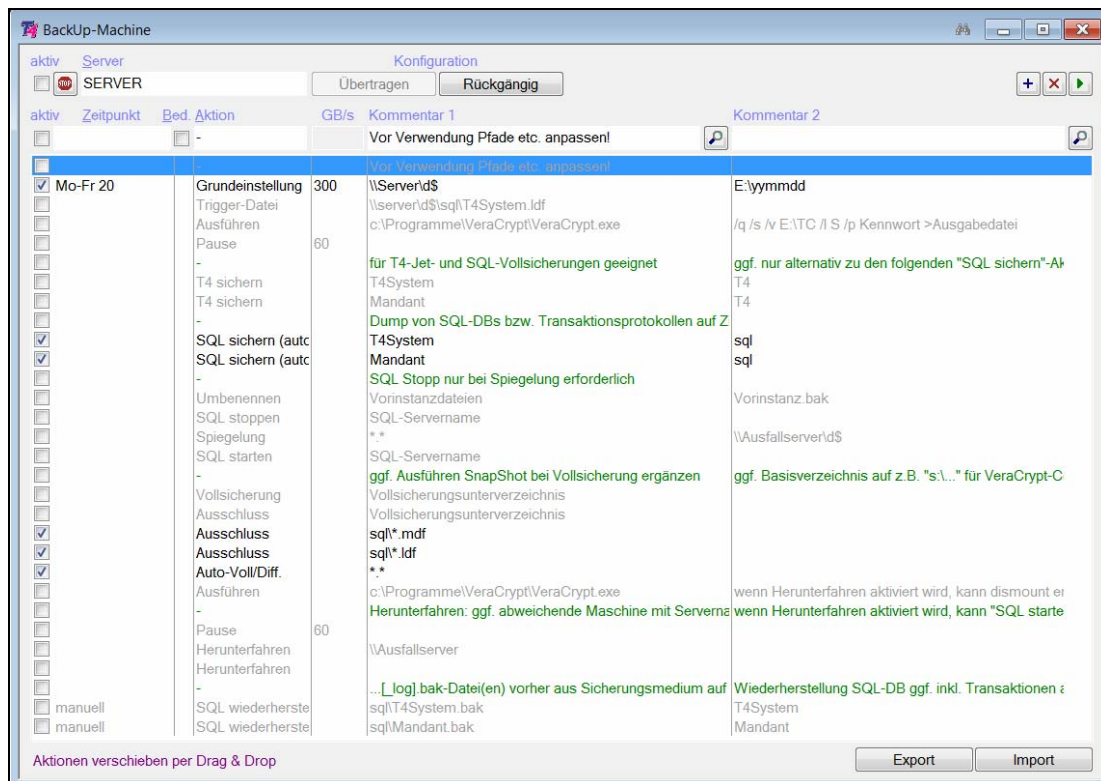 BackUp-Machine
aktiv Server Konfiguration
STOP SERVER Übertragen Rückgängig
aktiv Zeitpunkt Bed. Aktion GB/s Kommentar 1 Kommentar 2
- Vor Verwendung Pfade etc. anpassen!
- Vor Verwendung Pfade etc. anpassen!
Mo-Fr 20 Grundeinstellung 300 \\Server\d$ E:\yymmdd
Trigger-Datei \\server\d$\sql\T4System.ldf
Ausführen c:\Programme\VeraCrypt\VeraCrypt.exe /q /s /v E:\TC /l S /p Kennwort >Ausgabedatei
Pause 60
- für T4-Jet- und SQL-Vollsicherungen geeignet ggf. nur alternativ zu den folgenden "SQL sichern"-Ak
T4 sichern T4System T4
T4 sichern Mandant T4
- Dump von SQL-DBs bzw. Transaktionsprotokollen auf Z
SQL sichern (auto T4System sql
SQL sichern (auto Mandant sql
- SQL Stopp nur bei Spiegelung erforderlich
Umbenennen Vorinstanzdateien Vorinstanz.bak
SQL stoppen SQL-Servername
Spiegelung *.* \\Ausfallserver\d$
SQL starten SQL-Servername
- ggf. Ausführen SnapShot bei Vollsicherung ergänzen ggf. Basisverzeichnis auf z.B. "s:\..." für VeraCrypt-C
Vollsicherung Vollsicherungsunterverzeichnis
Ausschluss Vollsicherungsunterverzeichnis
Ausschluss sql\*.mdf
Ausschluss sql\*.ldf
Auto-Voll/Diff. *.*
Ausführen c:\Programme\VeraCrypt\VeraCrypt.exe wenn Herunterfahren aktiviert wird, kann dismount er
- Herunterfahren: ggf. abweichende Maschine mit Serverna wenn Herunterfahren aktiviert wird, kann "SQL starte
Pause 60
Herunterfahren \\Ausfallserver
Herunterfahren
- ...[_log].bak-Datei(en) vorher aus Sicherungsmedium auf Wiederherstellung SQL-DB ggf. inkl. Transaktionen a
manuell SQL wiederherste sql\T4System.bak T4System
manuell SQL wiederherste sql\Mandant.bak Mandant
Aktionen verschieben per Drag & Drop Export Import